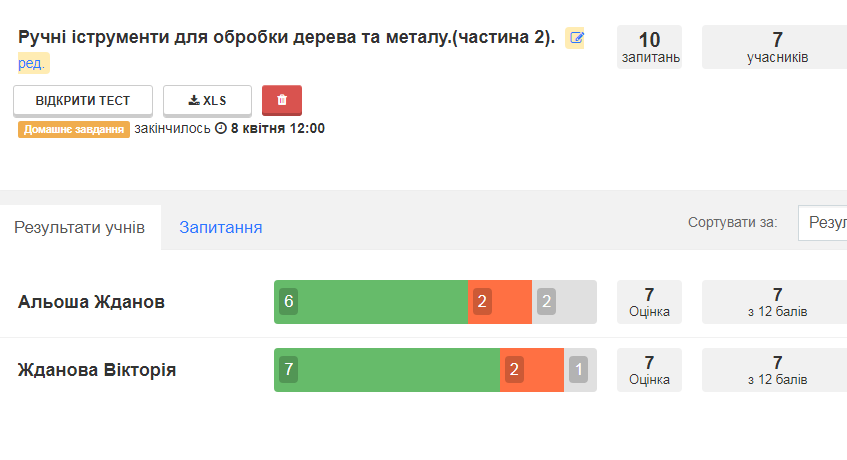 Ручні іструменти для обробки дерева та металу.(частина 2).
ред.
10
запитань
7
учасників
ВІДКРИТИ ТЕСТ
XLS
Домашнє завдання закінчилось 8 квітня 12:00
Результати учнів
Запитання
Сортувати за:
Резул
Альоша Жданов
6
2
2
7
Оцінка
7
з 12 балів
Жданова Вікторія
7
2
1
7
Оцінка
7
з 12 балів